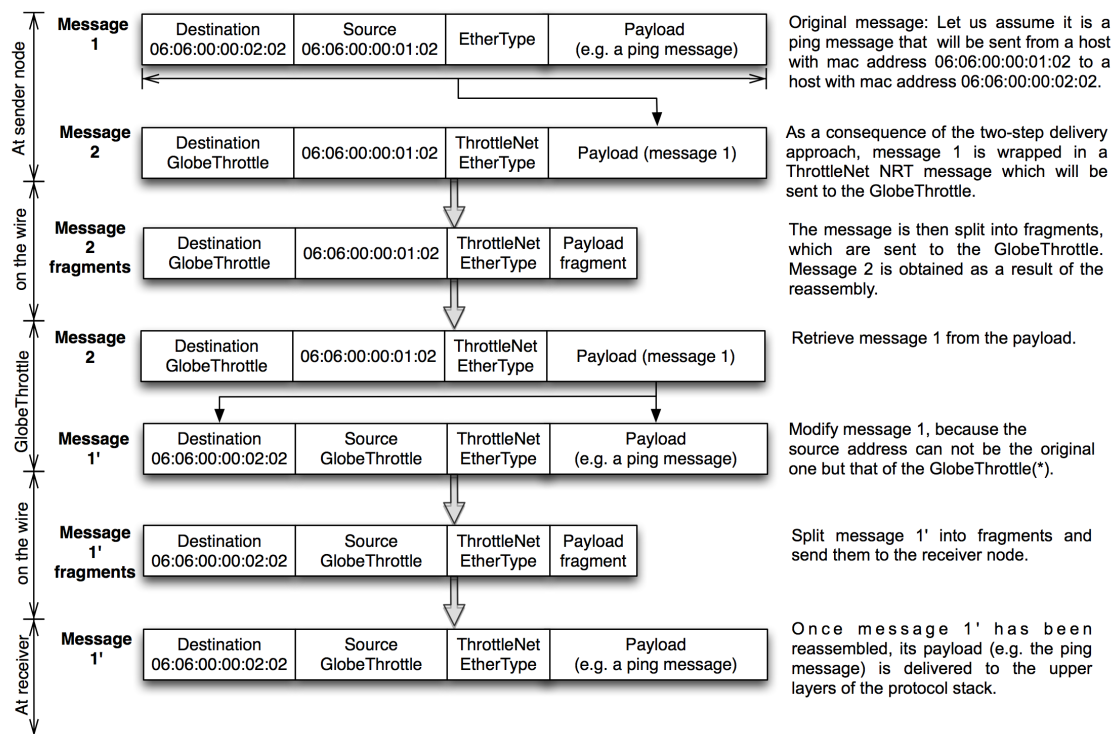 At sender node
Message
1
Destination
06:06:00:00:02:02
Source
06:06:00:00:01:02
EtherType
Payload
(e.g. a ping message)
Original message: Let us assume it is a
ping message that will be sent from a host
with mac address 06:06:00:00:01:02 to a
host with mac address 06:06:00:00:02:02.
Message
2
Destination
GlobeThrottle
06:06:00:00:01:02
ThrottleNet
EtherType
Payload (message 1)
As a consequence of the two-step delivery
approach, message 1 is wrapped in a
ThrottleNet NRT message which will be
sent to the GlobeThrottle.
on the wire
Message
2
fragments
Destination
GlobeThrottle
06:06:00:00:01:02
ThrottleNet
EtherType
Payload
fragment
The message is then split into fragments,
which are sent to the GlobeThrottle.
Message 2 is obtained as a result of the
reassembly.
GlobeThrottle
Message
2
Destination
GlobeThrottle
06:06:00:00:01:02
ThrottleNet
EtherType
Payload (message 1)
Retrieve message 1 from the payload.
Message
1'
Destination
06:06:00:00:02:02
Source
GlobeThrottle
ThrottleNet
EtherType
Payload
(e.g. a ping message)
Modify message 1, because the
source address can not be the original
one but that of the GlobeThrottle(*).
on the wire
Message
1'
fragments
Destination
06:06:00:00:02:02
Source
GlobeThrottle
ThrottleNet
EtherType
Payload
fragment
Split message 1' into fragments and
send them to the receiver node.
At receiver
Message
1'
Destination
06:06:00:00:02:02
Source
GlobeThrottle
ThrottleNet
EtherType
Payload
(e.g. a ping message)
Once message 1' has been
reassembled, its payload (e.g. the ping
message) is delivered to the upper
layers of the protocol stack.